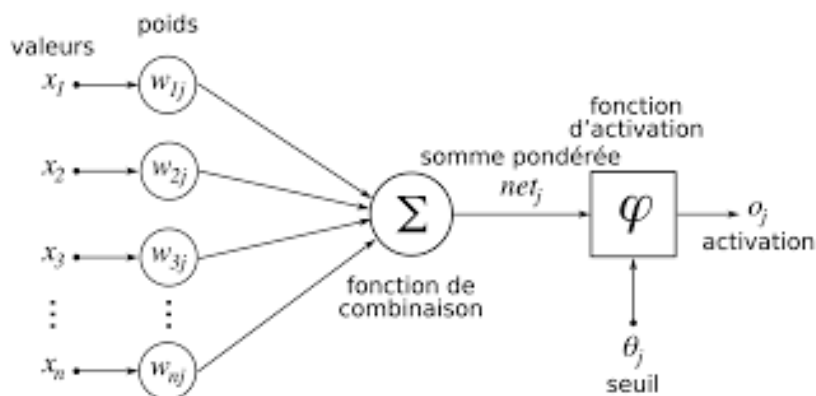 poids
valeurs
x₁
w₁ⱼ
x₂
w₂ⱼ
x₃
w₃ⱼ
⋮
⋮
xₙ
wₙⱼ
Σ
fonction de
combinaison
somme pondérée
netⱼ
fonction
d'activation
φ
oⱼ
activation
θⱼ
seuil